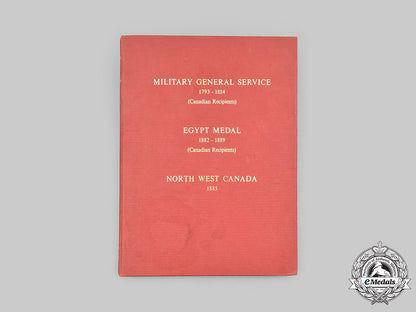 MILITARY GENERAL SERVICE
1793 - 1814
(Canadian Recipients)
EGYPT MEDAL
1882 - 1889
(Canadian Recipients)
NORTH WEST CANADA
1885
eMedals